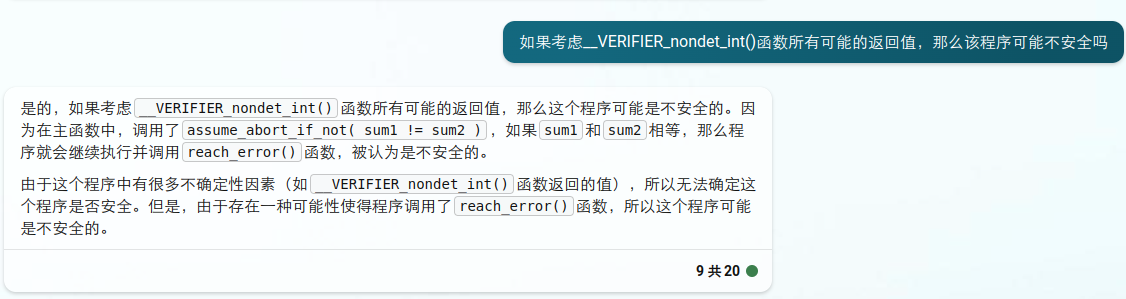 如果考虑__VERIFIER_nondet_int()函数所有可能的返回值，那么该程序可能不安全吗
是的，如果考虑 __VERIFIER_nondet_int() 函数所有可能的返回值，那么这个程序可能是不安全的。因
为在主函数中，调用了 assume_abort_if_not( sum1 != sum2 ) ，如果 sum1 和 sum2 相等，那么程
序就会继续执行并调用 reach_error() 函数，被认为是不安全的。
由于这个程序中有很多不确定性因素（如 __VERIFIER_nondet_int() 函数返回的值），所以无法确定这
个程序是否安全。但是，由于存在一种可能性使得程序调用了 reach_error() 函数，所以这个程序可能
是不安全的。
9 共 20